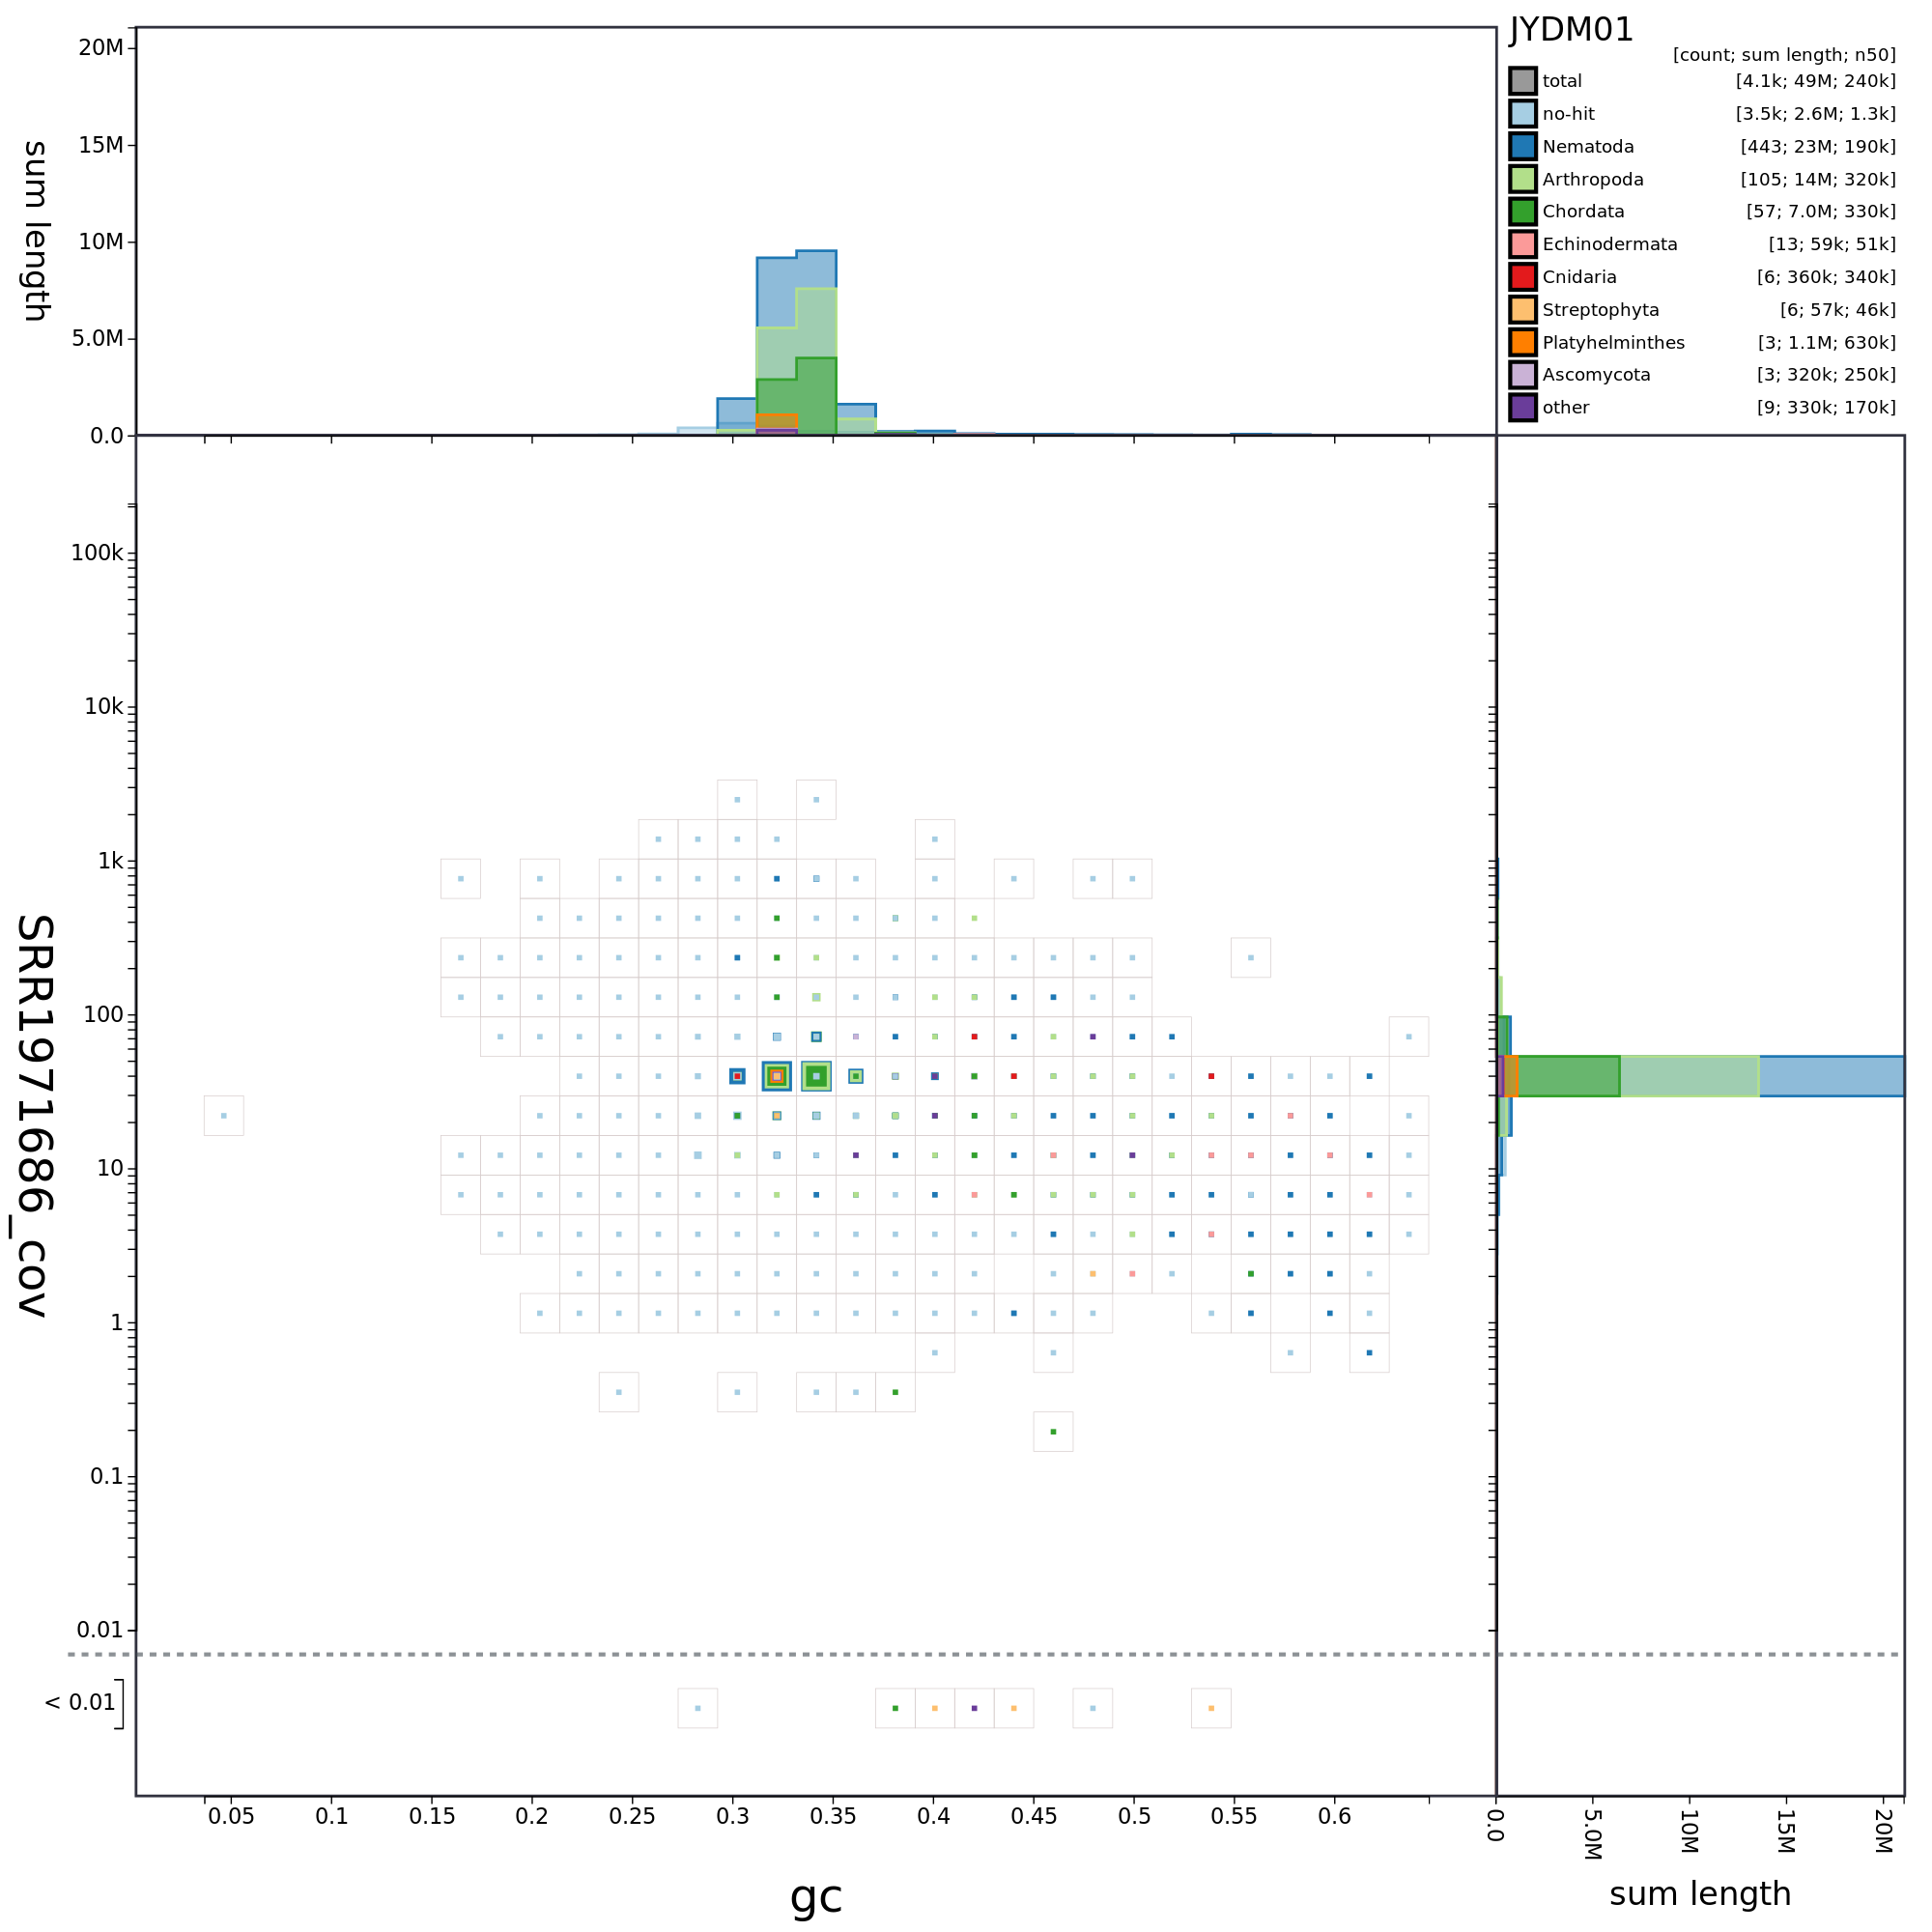 JYDM01
[count; sum length; n50]
total [4.1k; 49M; 240k]
no-hit [3.5k; 2.6M; 1.3k]
Nematoda [443; 23M; 190k]
Arthropoda [105; 14M; 320k]
Chordata [57; 7.0M; 330k]
Echinodermata [13; 59k; 51k]
Cnidaria [6; 360k; 340k]
Streptophyta [6; 57k; 46k]
Platyhelminthes [3; 1.1M; 630k]
Ascomycota [3; 320k; 250k]
other [9; 330k; 170k]
sum length
20M
15M
10M
5.0M
0.0
SRR1971686_cov
100k
10k
1k
100
10
1
0.1
0.01
< 0.01
0.05 0.1 0.15 0.2 0.25 0.3 0.35 0.4 0.45 0.5 0.55 0.6
gc
0.0 5.0M 10M 15M 20M
sum length